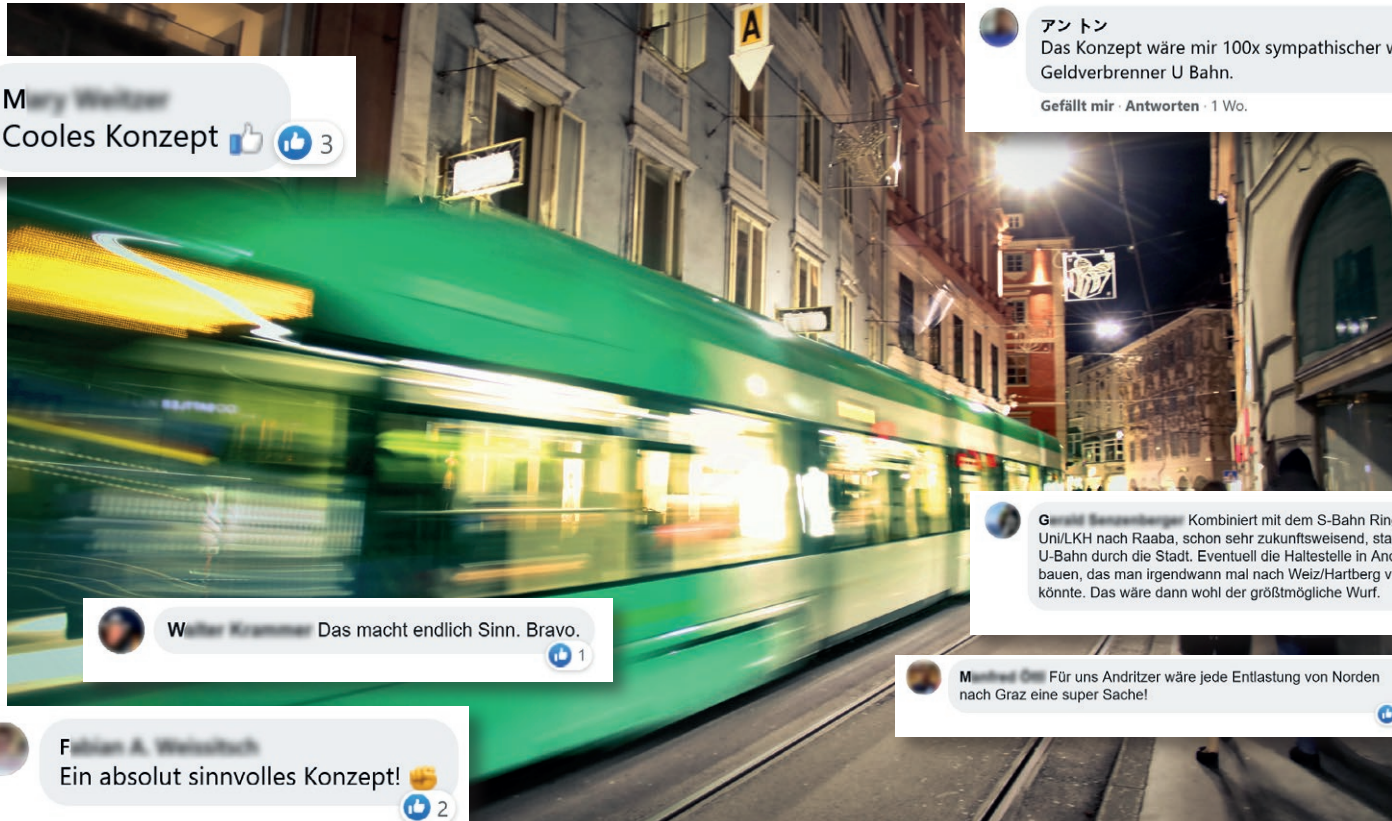 A
M
Cooles Konzept 👍 3
アン トン
Das Konzept wäre mir 100x sympathischer w
Geldverbrenner U Bahn.
Gefällt mir · Antworten · 1 Wo.
G Kombiniert mit dem S-Bahn Rin
Uni/LKH nach Raaba, schon sehr zukunftsweisend, sta
U-Bahn durch die Stadt. Eventuell die Haltestelle in And
bauen, das man irgendwann mal nach Weiz/Hartberg v
könnte. Das wäre dann wohl der größtmögliche Wurf.
W Das macht endlich Sinn. Bravo.
1
M Für uns Andritzer wäre jede Entlastung von Norden
nach Graz eine super Sache!
F
Ein absolut sinnvolles Konzept! ✊
2